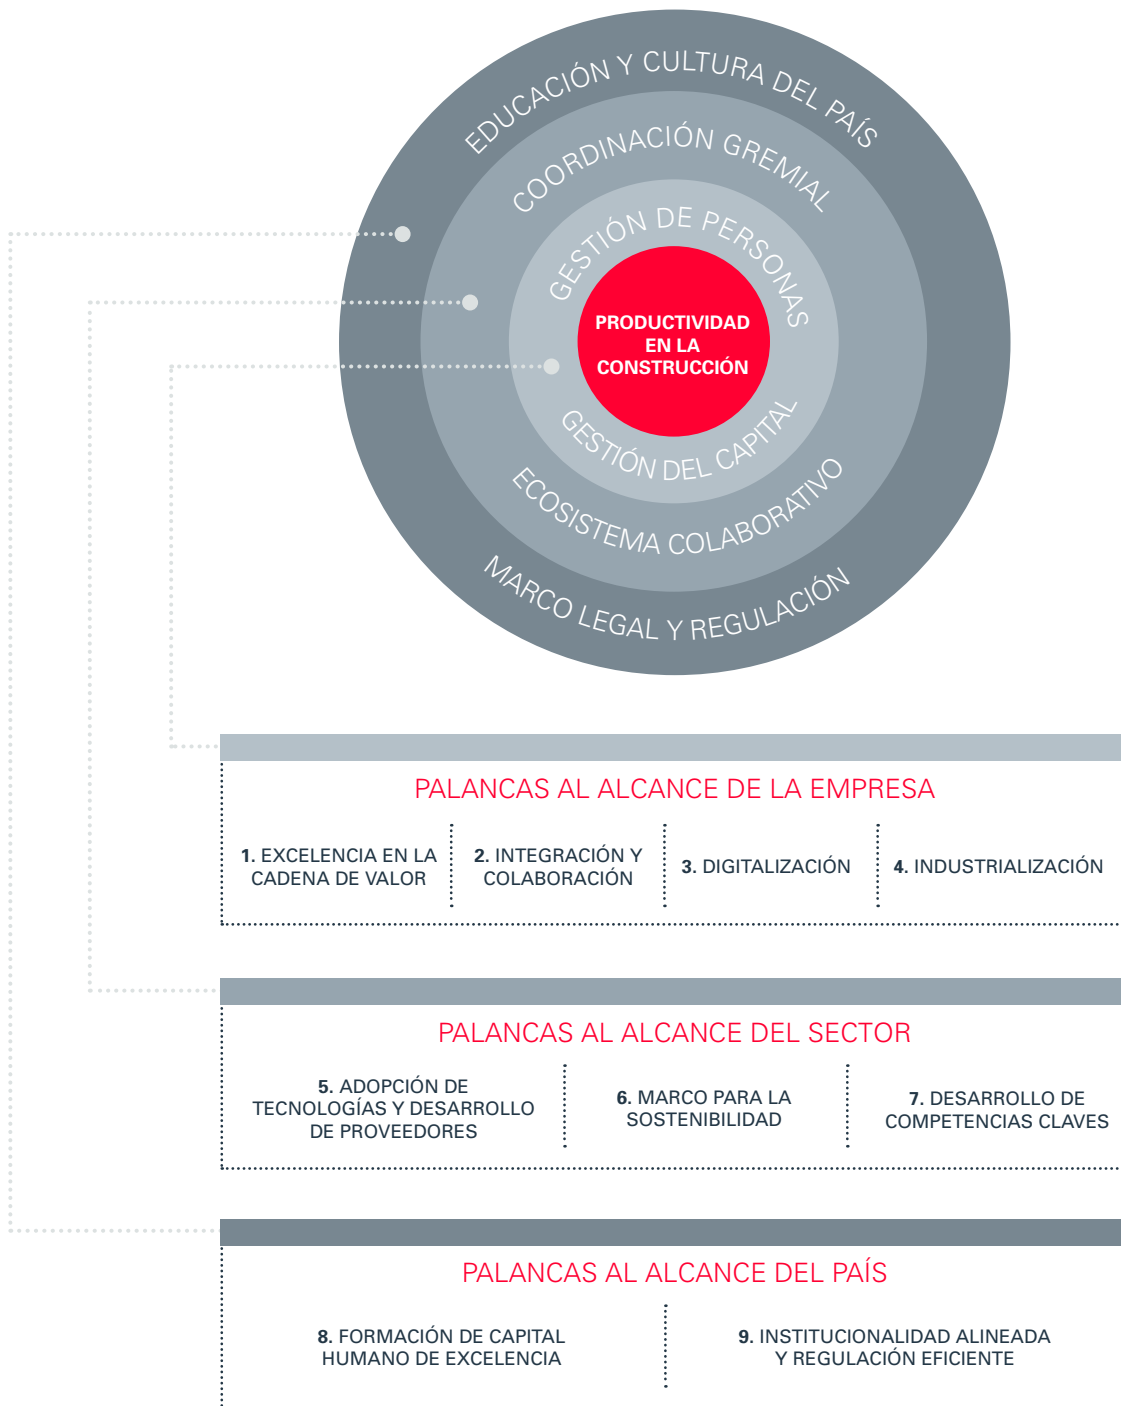 EDUCACIÓN Y CULTURA DEL PAÍS
COORDINACIÓN GREMIAL
GESTIÓN DE PERSONAS
PRODUCTIVIDAD
EN LA
CONSTRUCCIÓN
GESTIÓN DEL CAPITAL
ECOSISTEMA COLABORATIVO
MARCO LEGAL Y REGULACIÓN
PALANCAS AL ALCANCE DE LA EMPRESA
1. EXCELENCIA EN LA
CADENA DE VALOR
2. INTEGRACIÓN Y
COLABORACIÓN
3. DIGITALIZACIÓN
4. INDUSTRIALIZACIÓN
PALANCAS AL ALCANCE DEL SECTOR
5. ADOPCIÓN DE
TECNOLOGÍAS Y DESARROLLO
DE PROVEEDORES
6. MARCO PARA LA
SOSTENIBILIDAD
7. DESARROLLO DE
COMPETENCIAS CLAVES
PALANCAS AL ALCANCE DEL PAÍS
8. FORMACIÓN DE CAPITAL
HUMANO DE EXCELENCIA
9. INSTITUCIONALIDAD ALINEADA
Y REGULACIÓN EFICIENTE